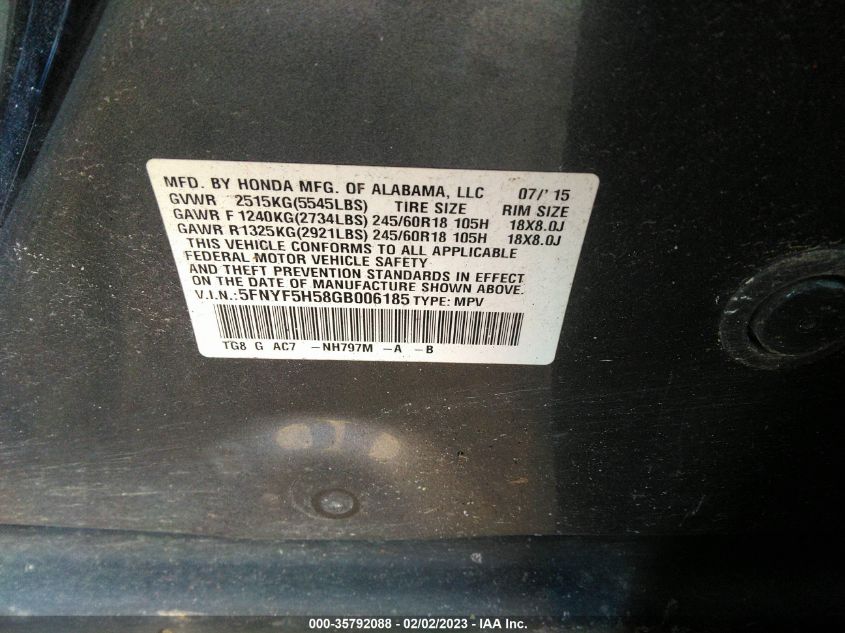 MFD. BY HONDA MFG. OF ALABAMA, LLC 07/' 15
GVWR 2515KG(5545LBS) TIRE SIZE RIM SIZE
GAWR F 1240KG(2734LBS) 245/60R18 105H 18X8.0J
GAWR R1325KG(2921LBS) 245/60R18 105H 18X8.0J
THIS VEHICLE CONFORMS TO ALL APPLICABLE
FEDERAL MOTOR VEHICLE SAFETY
AND THEFT PREVENTION STANDARDS IN EFFECT
ON THE DATE OF MANUFACTURE SHOWN ABOVE.
V.I.N.:5FNYF5H58GB006185 TYPE: MPV
TG8 G AC7 -NH797M -A -B
000-35792088 - 02/02/2023 - IAA Inc.